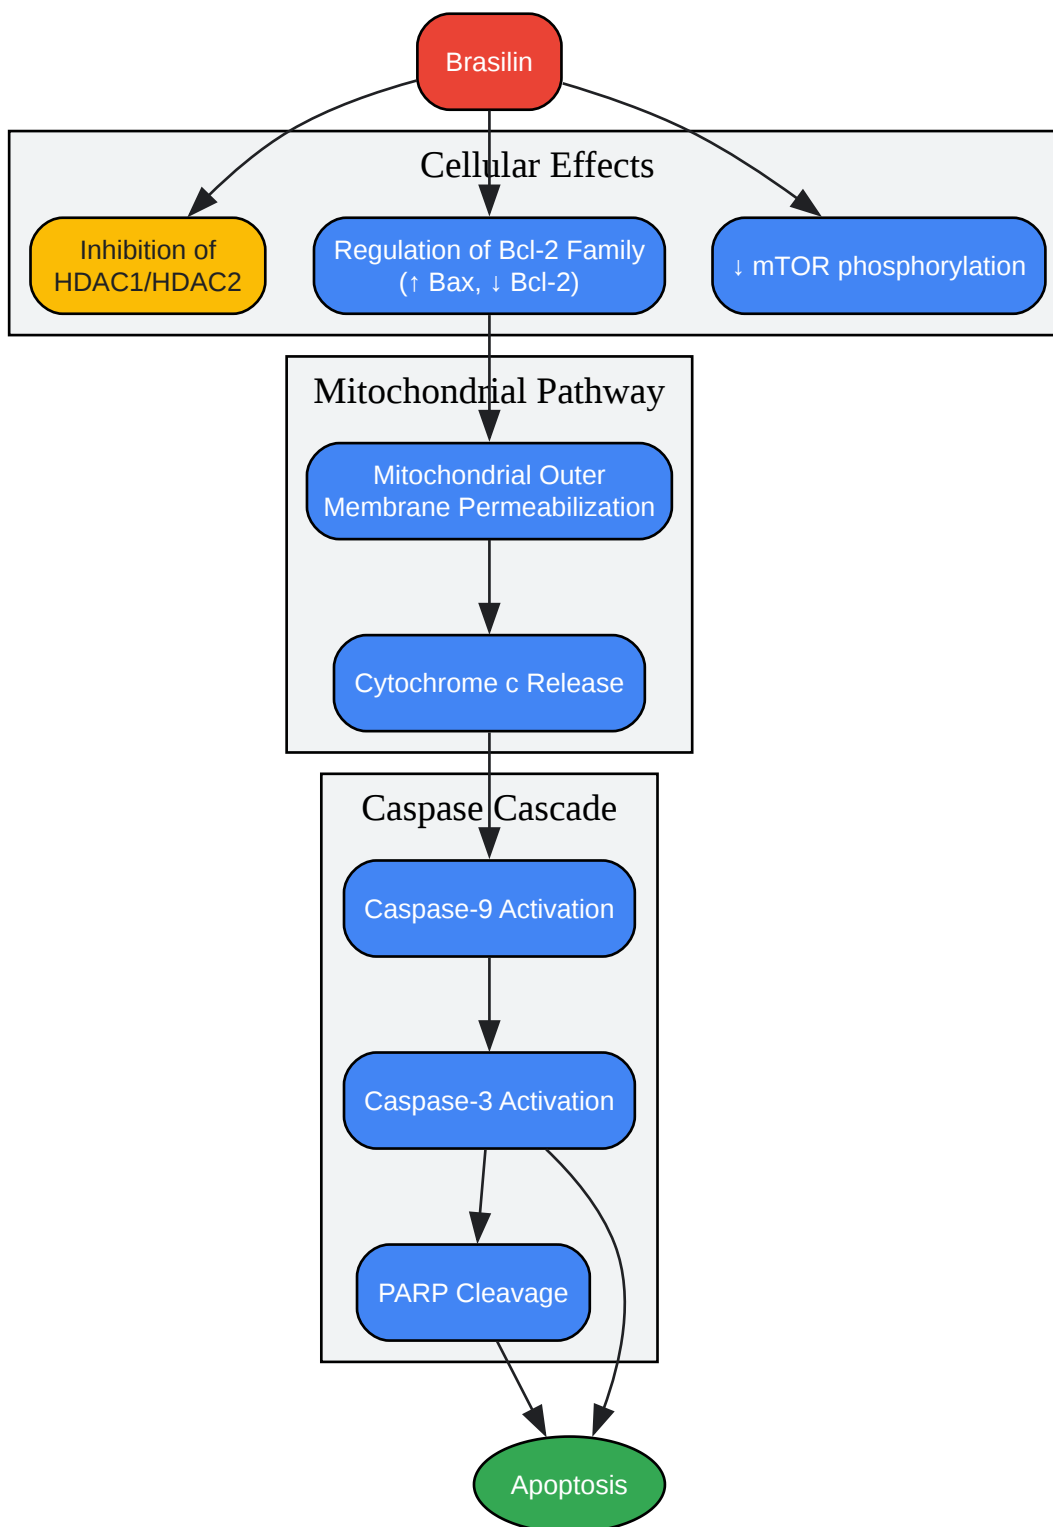 Brasilin
Cellular Effects
Inhibition of
HDAC1/HDAC2
Regulation of Bcl-2 Family
(↑ Bax, ↓ Bcl-2)
↓ mTOR phosphorylation
Mitochondrial Pathway
Mitochondrial Outer
Membrane Permeabilization
Cytochrome c Release
Caspase Cascade
Caspase-9 Activation
Caspase-3 Activation
PARP Cleavage
Apoptosis